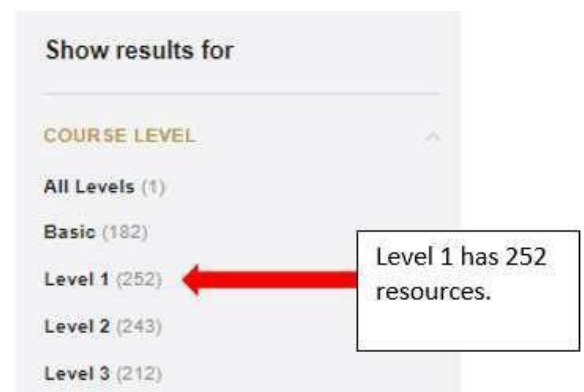 Show results for
COURSE LEVEL
All Levels (1)
Basic (182)
Level 1 (252)
Level 1 has 252
resources.
Level 2 (243)
Level 3 (212)